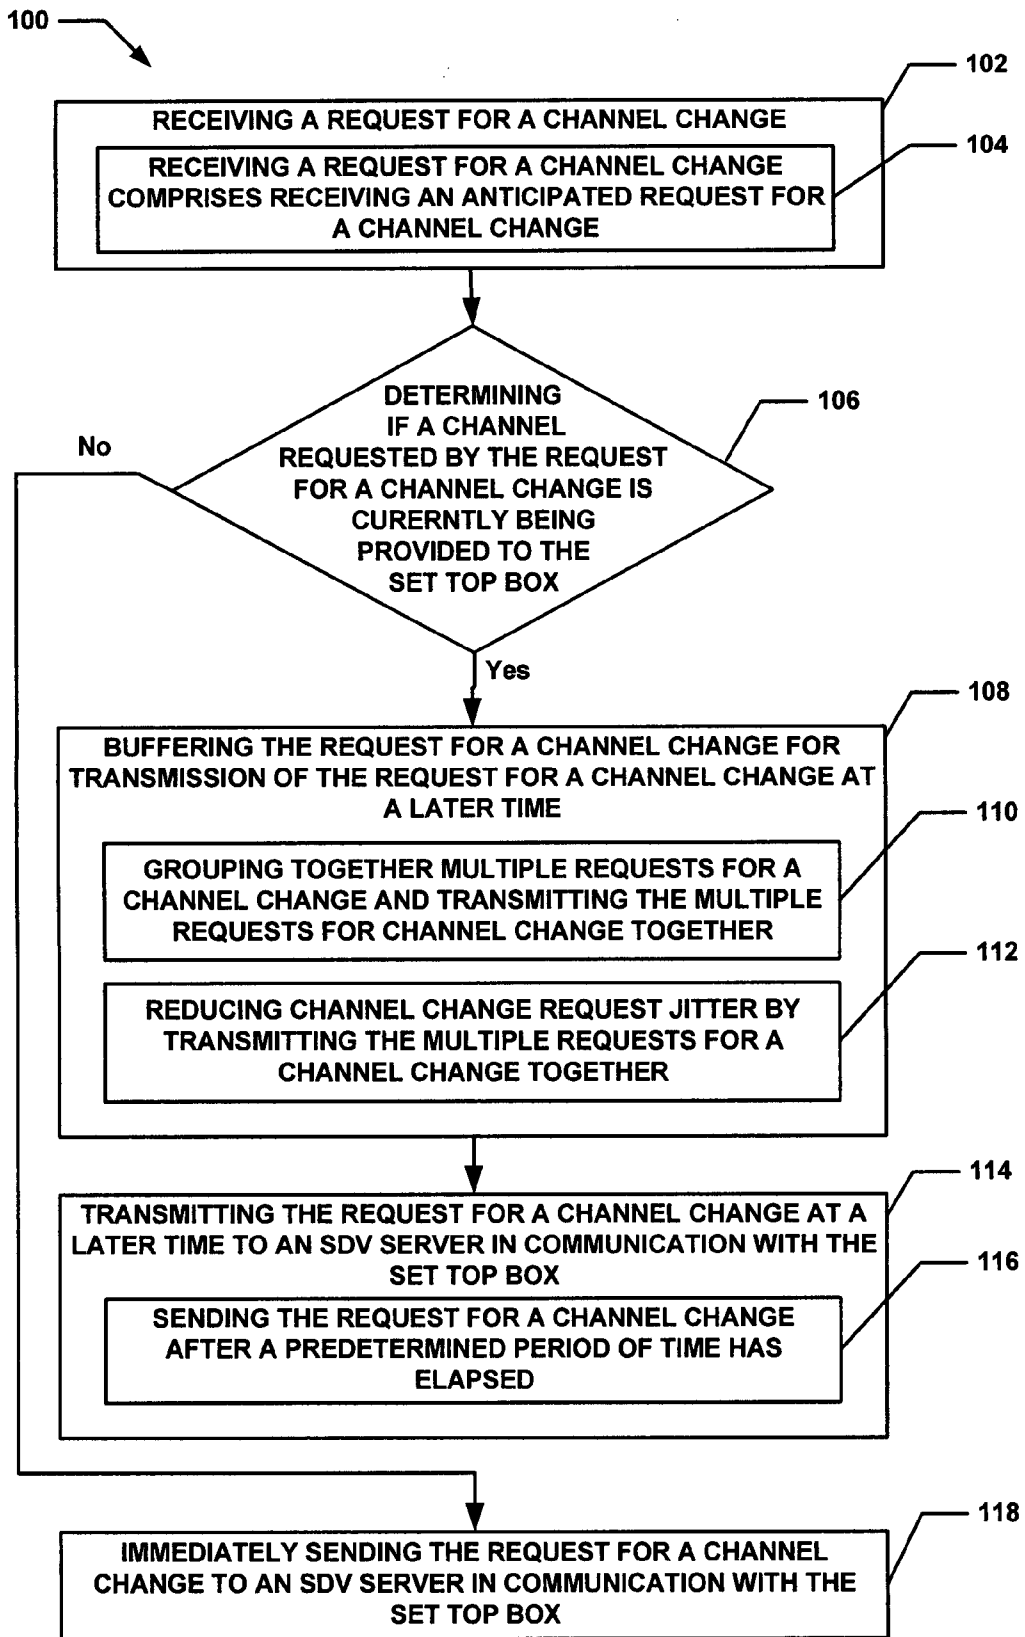 100
102
RECEIVING A REQUEST FOR A CHANNEL CHANGE
104
RECEIVING A REQUEST FOR A CHANNEL CHANGE
COMPRISES RECEIVING AN ANTICIPATED REQUEST FOR
A CHANNEL CHANGE
106
DETERMINING
IF A CHANNEL
REQUESTED BY THE REQUEST
FOR A CHANNEL CHANGE IS
CURERNTLY BEING
PROVIDED TO THE
SET TOP BOX
No
Yes
108
BUFFERING THE REQUEST FOR A CHANNEL CHANGE FOR
TRANSMISSION OF THE REQUEST FOR A CHANNEL CHANGE AT
A LATER TIME
110
GROUPING TOGETHER MULTIPLE REQUESTS FOR A
CHANNEL CHANGE AND TRANSMITTING THE MULTIPLE
REQUESTS FOR CHANNEL CHANGE TOGETHER
112
REDUCING CHANNEL CHANGE REQUEST JITTER BY
TRANSMITTING THE MULTIPLE REQUESTS FOR A
CHANNEL CHANGE TOGETHER
114
TRANSMITTING THE REQUEST FOR A CHANNEL CHANGE AT A
LATER TIME TO AN SDV SERVER IN COMMUNICATION WITH THE
SET TOP BOX
116
SENDING THE REQUEST FOR A CHANNEL CHANGE
AFTER A PREDETERMINED PERIOD OF TIME HAS
ELAPSED
118
IMMEDIATELY SENDING THE REQUEST FOR A CHANNEL
CHANGE TO AN SDV SERVER IN COMMUNICATION WITH THE
SET TOP BOX